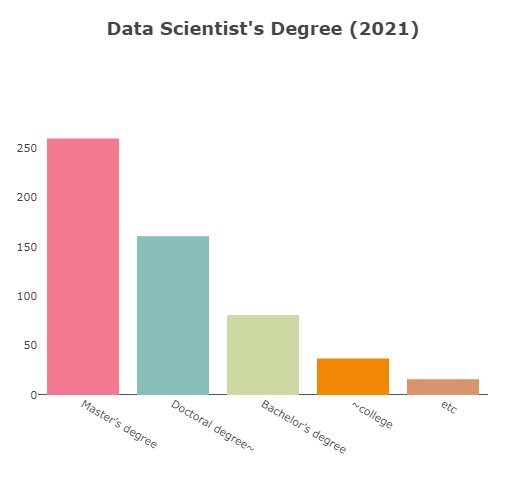 Data Scientist's Degree (2021)
250
200
150
100
50
0
Master’s degree
Doctoral degree~
Bachelor’s degree
~college
etc